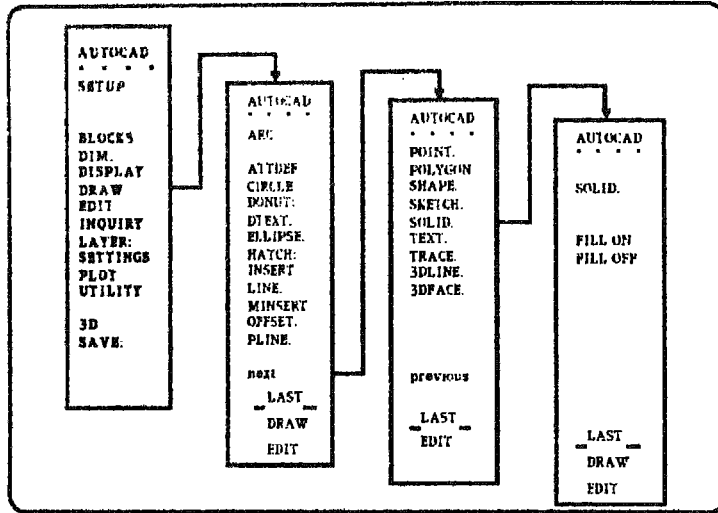 AUTOCAD
* * * *
SETUP
BLOCKS
DIM.
DISPLAY
DRAW
EDIT
INQUIRY
LAYER:
SETTINGS
PLOT
UTILITY
3D
SAVE:
AUTOCAD
* * * *
ARC
ATTDEF
CIRCLE
DONUT:
DTEXT.
ELLIPSE.
HATCH:
INSERT
LINE.
MINSERT
OFFSET.
PLINE.
next
_ LAST _
DRAW
EDIT
AUTOCAD
* * * *
POINT.
POLYGON
SHAPE.
SKETCH.
SOLID.
TEXT.
TRACE.
3DLINE.
3DFACE.
previous
_ LAST _
EDIT
AUTOCAD
* * * *
SOLID.
FILL ON
FILL OFF
_ LAST _
DRAW
EDIT